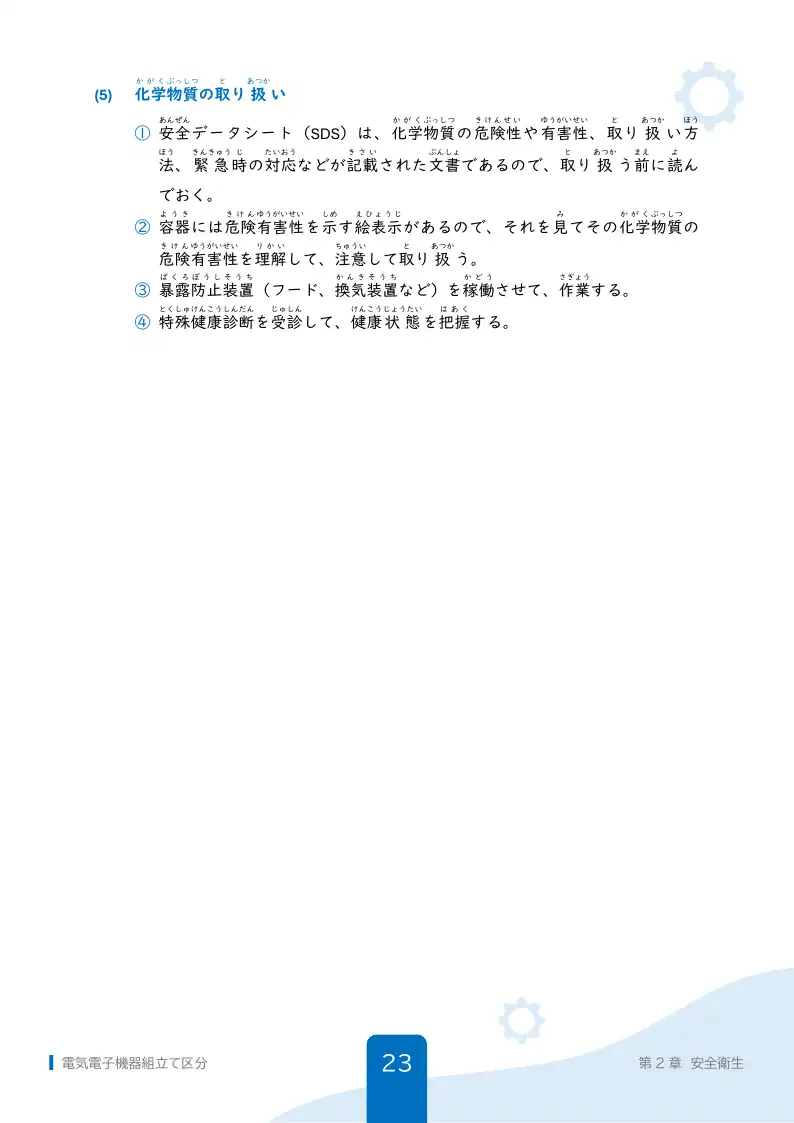 (5) 化学物質の取り扱い
① 安全データシート（SDS）は、化学物質の危険性や有害性、取り扱い方
法、緊急時の対応などが記載された文書であるので、取り扱う前に読ん
でおく。
② 容器には危険有害性を示す絵表示があるので、それを見てその化学物質の
危険有害性を理解して、注意して取り扱う。
③ 暴露防止装置（フード、換気装置など）を稼働させて、作業する。
④ 特殊健康診断を受診して、健康状態を把握する。
電気電子機器組立て区分
23
第 2 章 安全衛生